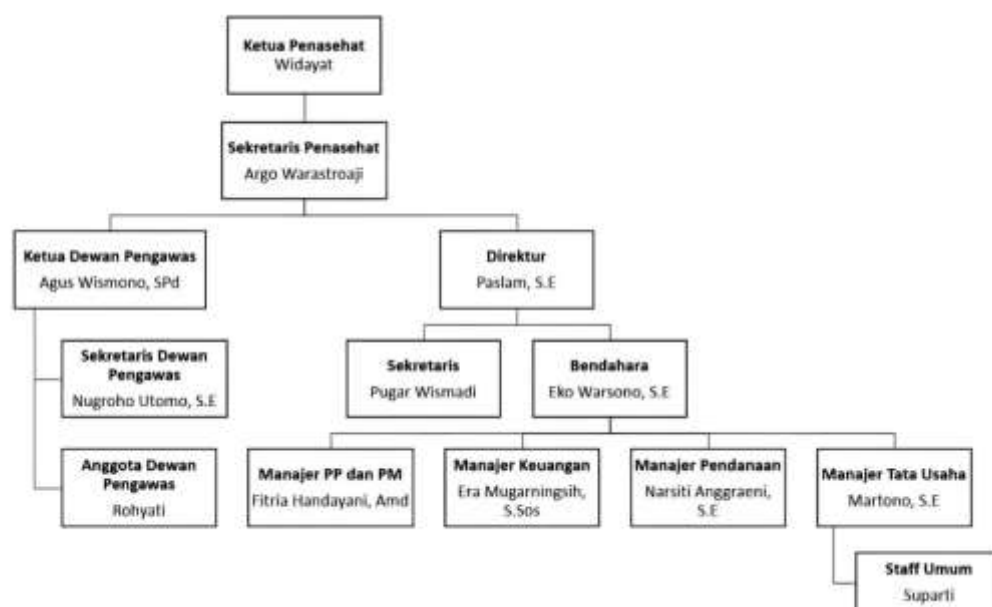 Ketua Penasehat
Widayat
Sekretaris Penasehat
Argo Warastroaji
Ketua Dewan Pengawas
Agus Wismono, SPd
Direktur
Paslam, S.E
Sekretaris Dewan
Pengawas
Nugroho Utomo, S.E
Sekretaris
Pugar Wismadi
Bendahara
Eko Warsono, S.E
Anggota Dewan
Pengawas
Rohyati
Manajer PP dan PM
Fitria Handayani, Amd
Manajer Keuangan
Era Mugarningsih,
S.Sos
Manajer Pendanaan
Narsiti Anggraeni,
S.E
Manajer Tata Usaha
Martono, S.E
Staff Umum
Suparti